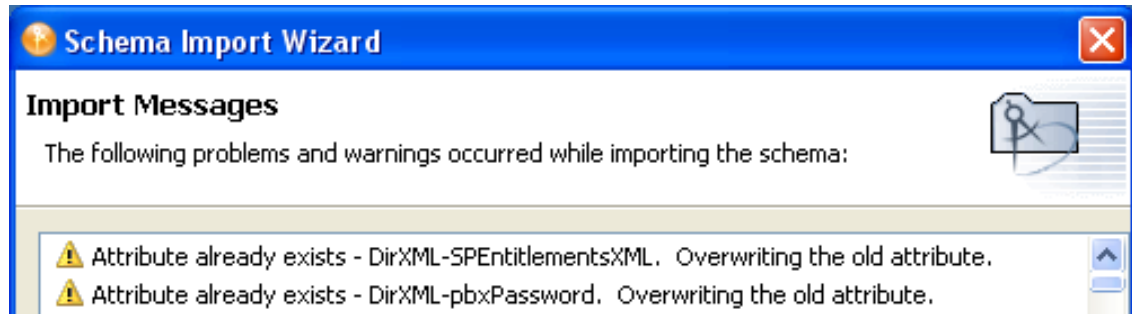 Schema Import Wizard
Import Messages
The following problems and warnings occurred while importing the schema:
Attribute already exists - DirXML-SPEntitlementsXML.  Overwriting the old attribute.
Attribute already exists - DirXML-pbxPassword.  Overwriting the old attribute.